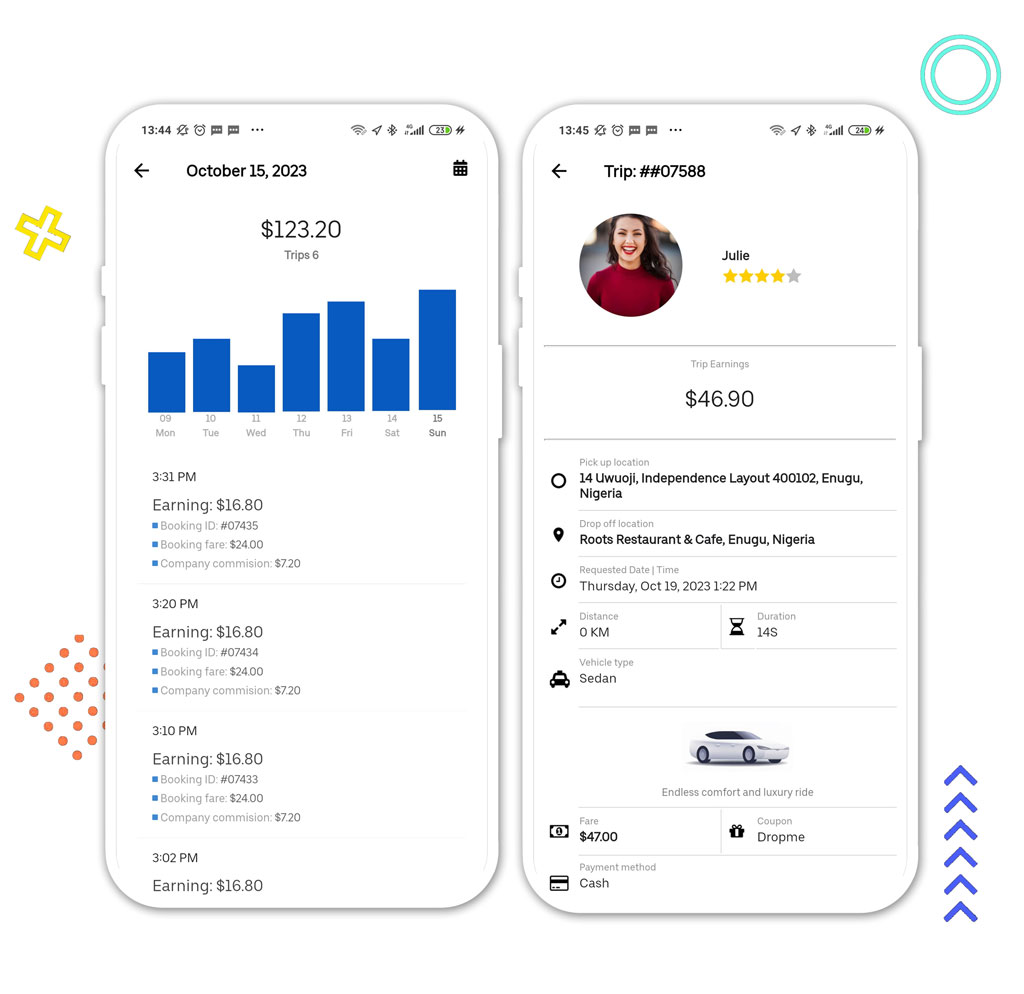 13:44
4G
23
October 15, 2023
$123.20
Trips 6
09 10 11 12 13 14 15
Mon Tue Wed Thu Fri Sat Sun
3:31 PM
Earning: $16.80
Booking ID: #07435
Booking fare: $24.00
Company commision: $7.20
3:20 PM
Earning: $16.80
Booking ID: #07434
Booking fare: $24.00
Company commision: $7.20
3:10 PM
Earning: $16.80
Booking ID: #07433
Booking fare: $24.00
Company commision: $7.20
3:02 PM
Earning: $16.80
13:45
4G
24
Trip: ##07588
Julie
Trip Earnings
$46.90
Pick up location
14 Uwuoji, Independence Layout 400102, Enugu,
Nigeria
Drop off location
Roots Restaurant & Cafe, Enugu, Nigeria
Requested Date | Time
Thursday, Oct 19, 2023 1:22 PM
Distance
0 KM
Duration
14S
Vehicle type
Sedan
Endless comfort and luxury ride
Fare
$47.00
Coupon
Dropme
Payment method
Cash